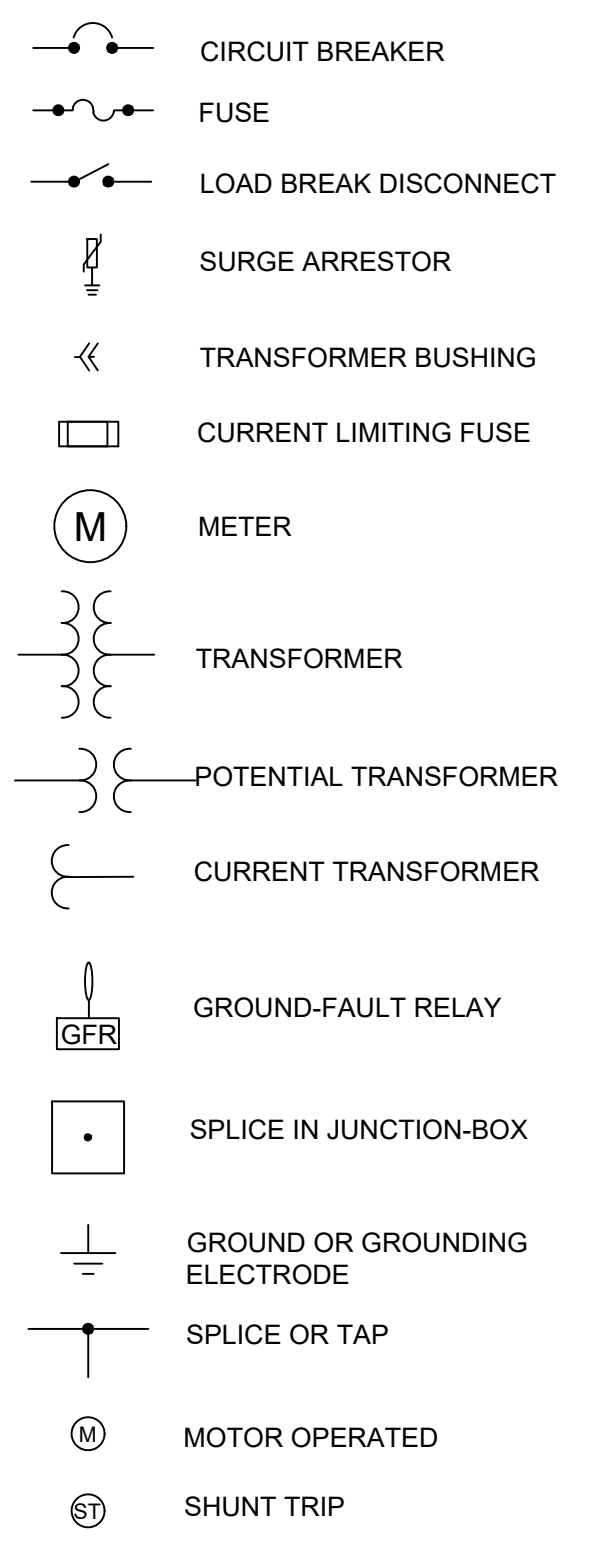 CIRCUIT BREAKER
FUSE
LOAD BREAK DISCONNECT
SURGE ARRESTOR
TRANSFORMER BUSHING
CURRENT LIMITING FUSE
M METER
TRANSFORMER
POTENTIAL TRANSFORMER
CURRENT TRANSFORMER
GROUND-FAULT RELAY
GFR
SPLICE IN JUNCTION-BOX
GROUND OR GROUNDING
ELECTRODE
SPLICE OR TAP
M MOTOR OPERATED
ST SHUNT TRIP